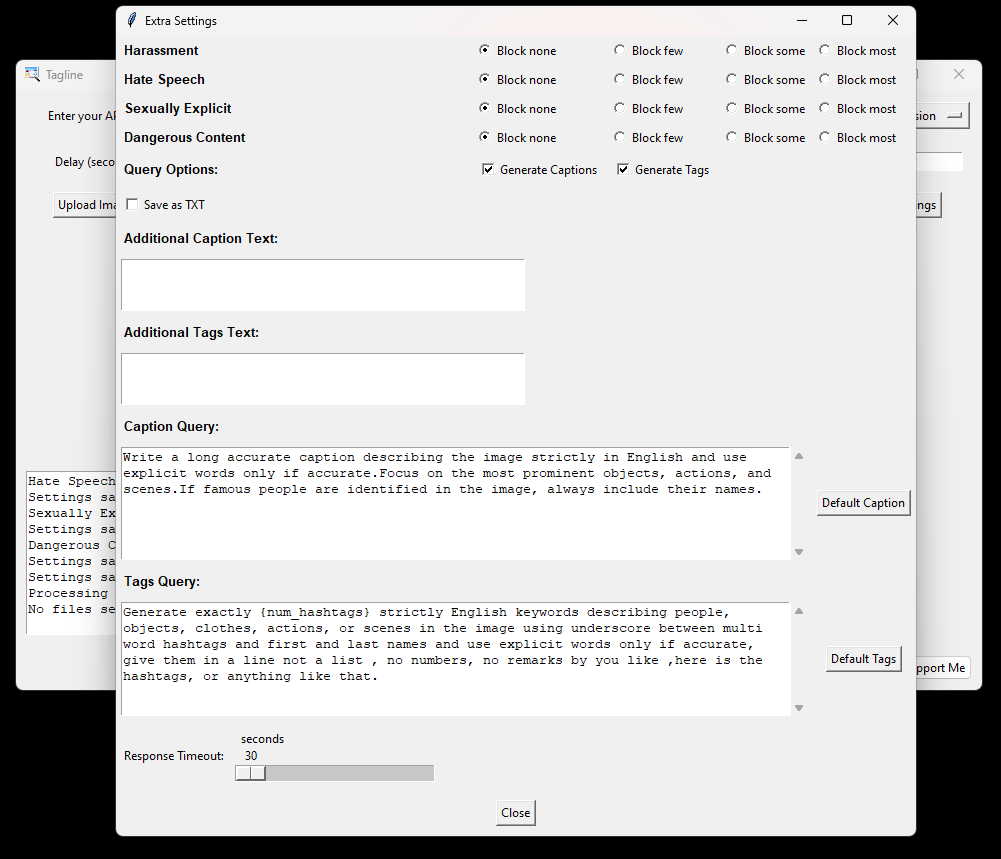 Extra Settings
Harassment Block none Block few Block some Block most
Tagline
Hate Speech Block none Block few Block some Block most
Sexually Explicit Block none Block few Block some Block most
Enter your
sion
Dangerous Content Block none Block few Block some Block most
Delay (seco
Query Options: Generate Captions Generate Tags
Upload Ima
Save as TXT
ngs
Additional Caption Text:
Additional Tags Text:
Caption Query:
Write a long accurate caption describing the image strictly in English and use
explicit words only if accurate.Focus on the most prominent objects, actions, and
scenes.If famous people are identified in the image, always include their names.
Default Caption
Hate Speech
Settings sa
Sexually Ex
Settings sa
Dangerous C
Settings sa
Settings sa
Processing
No files se
Tags Query:
Generate exactly {num_hashtags} strictly English keywords describing people,
objects, clothes, actions, or scenes in the image using underscore between multi
word hashtags and first and last names and use explicit words only if accurate,
give them in a line not a list , no numbers, no remarks by you like ,here is the
hashtags, or anything like that.
Default Tags
pport Me
seconds
Response Timeout: 30
Close